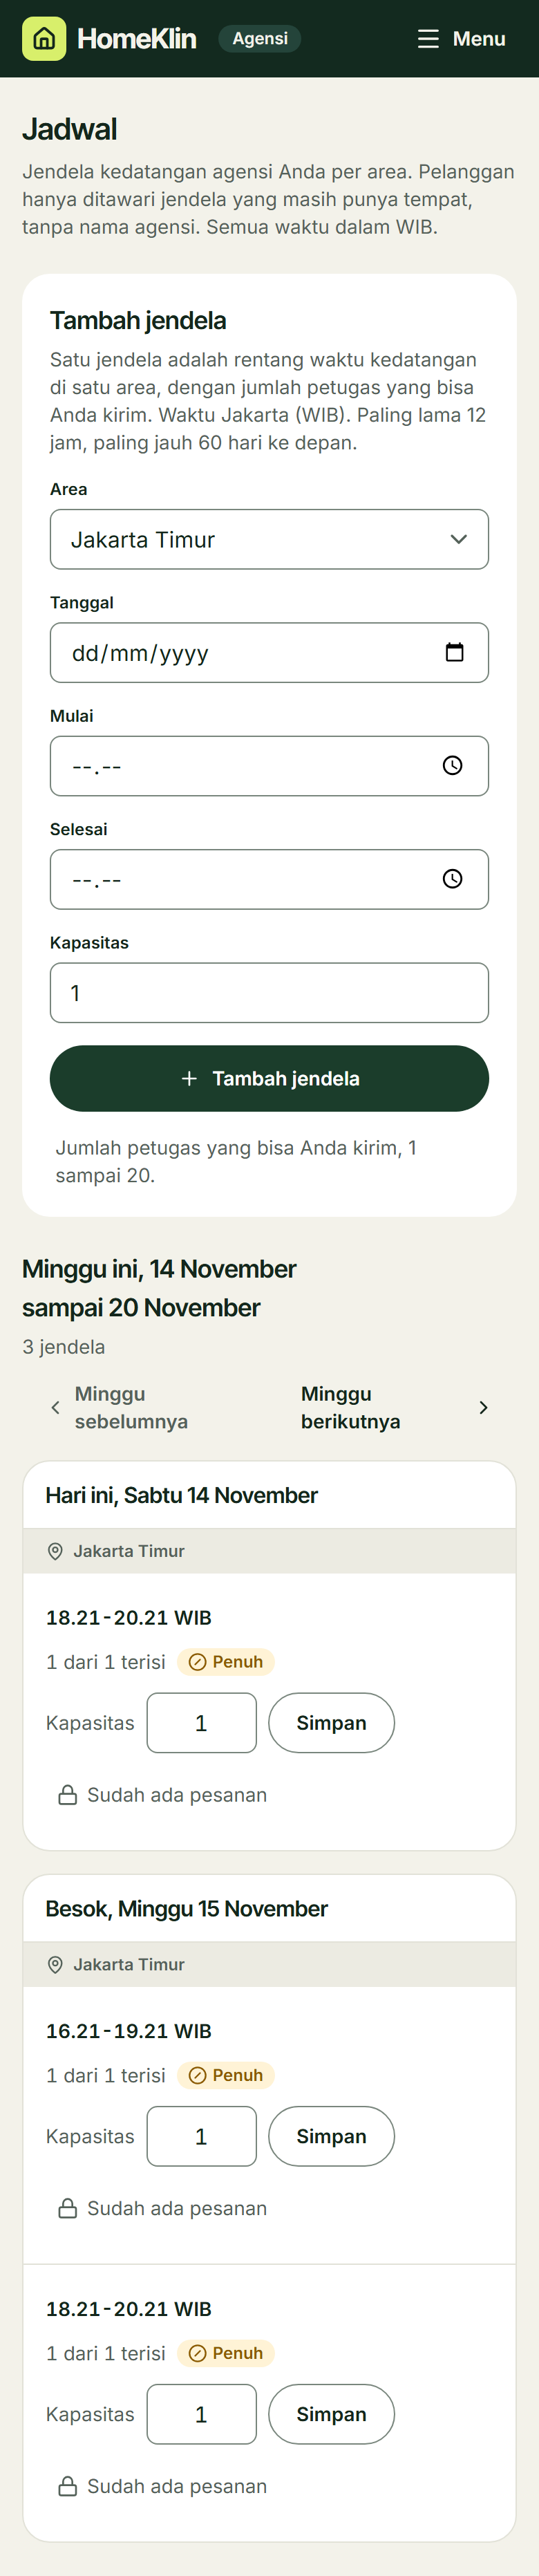 HomeKlin
Agensi
Menu
Jadwal
Jendela kedatangan agensi Anda per area. Pelanggan
hanya ditawari jendela yang masih punya tempat,
tanpa nama agensi. Semua waktu dalam WIB.
Tambah jendela
Satu jendela adalah rentang waktu kedatangan
di satu area, dengan jumlah petugas yang bisa
Anda kirim. Waktu Jakarta (WIB). Paling lama 12
jam, paling jauh 60 hari ke depan.
Area
Jakarta Timur
Tanggal
dd/mm/yyyy
Mulai
--.--
Selesai
--.--
Kapasitas
1
Tambah jendela
Jumlah petugas yang bisa Anda kirim, 1
sampai 20.
Minggu ini, 14 November
sampai 20 November
3 jendela
Minggu
sebelumnya
Minggu
berikutnya
Hari ini, Sabtu 14 November
Jakarta Timur
18.21-20.21 WIB
1 dari 1 terisi
Penuh
Kapasitas
1
Simpan
Sudah ada pesanan
Besok, Minggu 15 November
Jakarta Timur
16.21-19.21 WIB
1 dari 1 terisi
Penuh
Kapasitas
1
Simpan
Sudah ada pesanan
18.21-20.21 WIB
1 dari 1 terisi
Penuh
Kapasitas
1
Simpan
Sudah ada pesanan